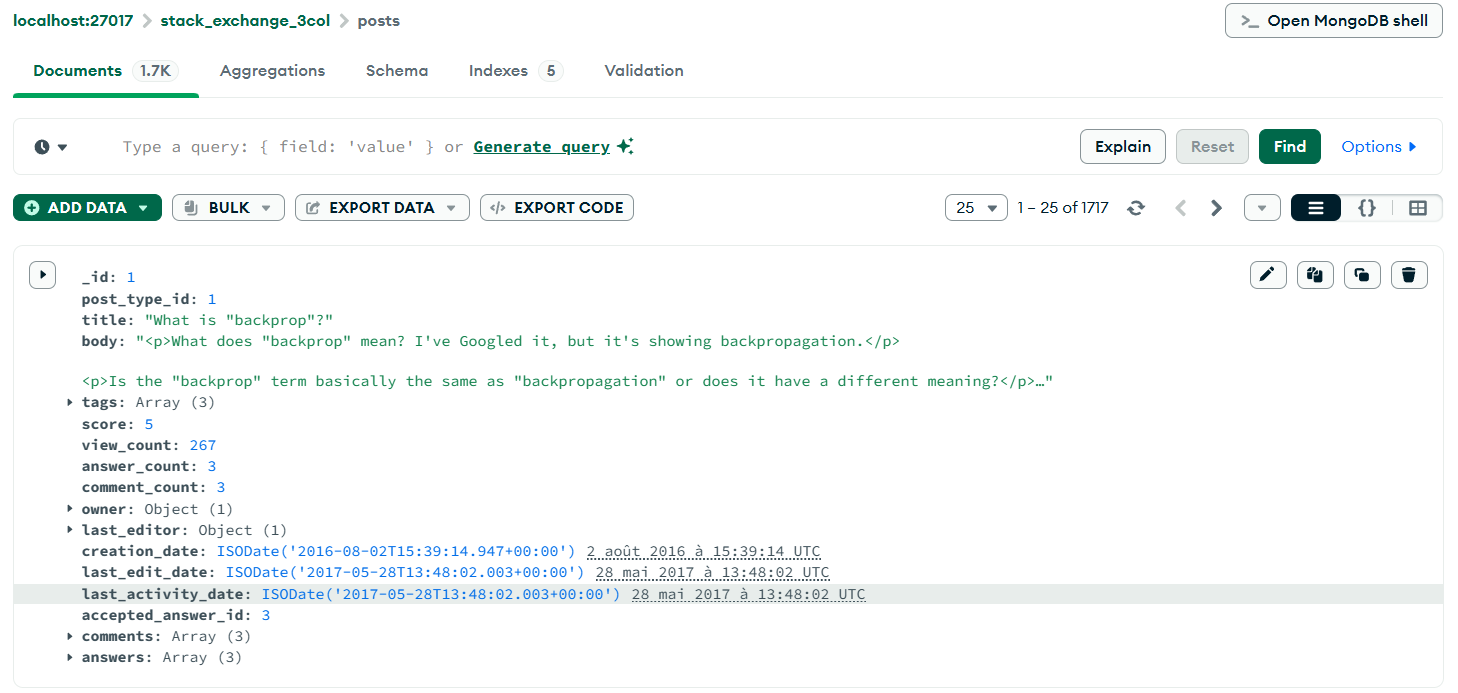 localhost:27017 > stack_exchange_3col > posts
>_ Open MongoDB shell
Documents 1.7K Aggregations Schema Indexes 5 Validation
Type a query: { field: 'value' } or Generate query
Explain Reset Find Options
ADD DATA BULK EXPORT DATA </> EXPORT CODE 25 1 – 25 of 1717 {}
_id: 1
post_type_id: 1
title: "What is "backprop"?"
body: "<p>What does "backprop" mean? I've Googled it, but it's showing backpropagation.</p>
<p>Is the "backprop" term basically the same as "backpropagation" or does it have a different meaning?</p>…"
tags: Array (3)
score: 5
view_count: 267
answer_count: 3
comment_count: 3
owner: Object (1)
last_editor: Object (1)
creation_date: ISODate('2016-08-02T15:39:14.947+00:00') 2 août 2016 à 15:39:14 UTC
last_edit_date: ISODate('2017-05-28T13:48:02.003+00:00') 28 mai 2017 à 13:48:02 UTC
last_activity_date: ISODate('2017-05-28T13:48:02.003+00:00') 28 mai 2017 à 13:48:02 UTC
accepted_answer_id: 3
comments: Array (3)
answers: Array (3)